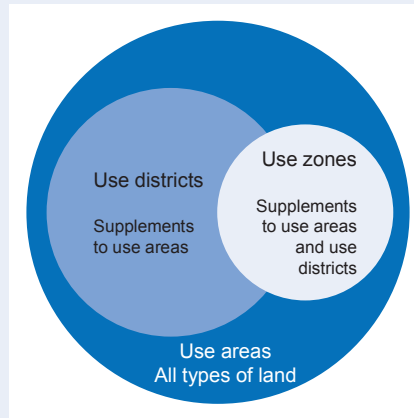 Use districts
Supplements
to use areas
Use zones
Supplements
to use areas
and use
districts
Use areas
All types of land